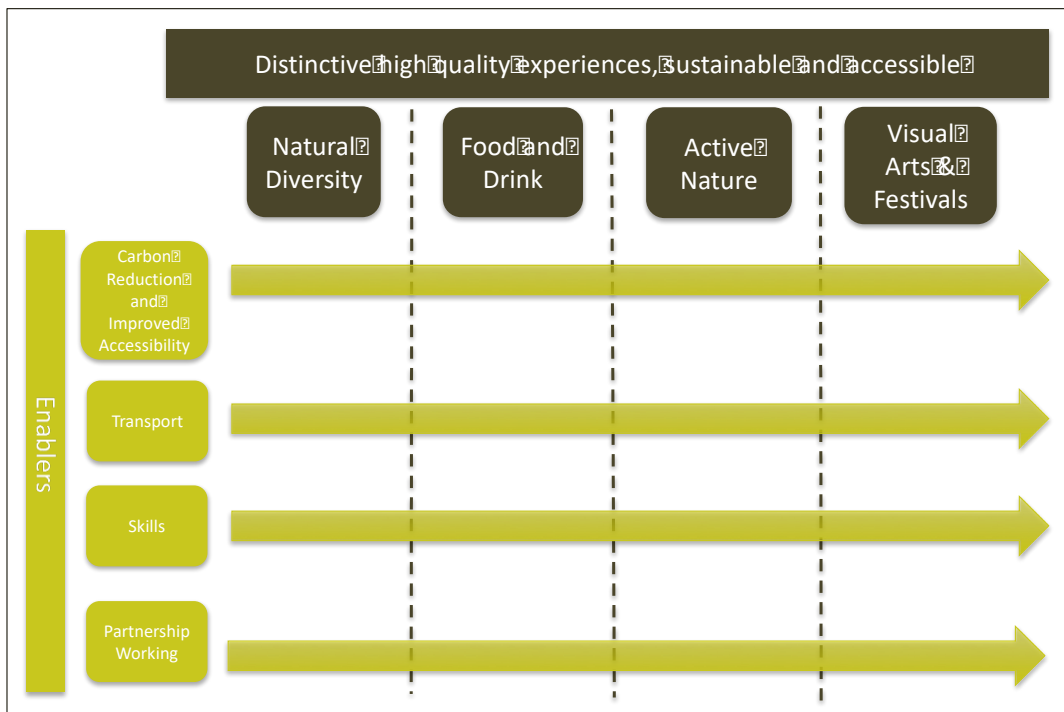 Distinctive high quality experiences, sustainable and accessible
Natural
Diversity
Food and
Drink
Active
Nature
Visual
Arts &
Festivals
Enablers
Carbon
Reduction
and
Improved
Accessibility
Transport
Skills
Partnership
Working